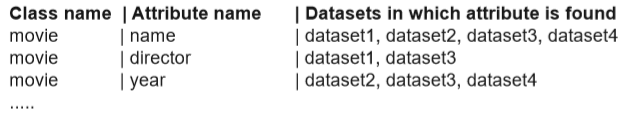 Class name | Attribute name | Datasets in which attribute is found
movie | name | dataset1, dataset2, dataset3, dataset4
movie | director | dataset1, dataset3
movie | year | dataset2, dataset3, dataset4
.....